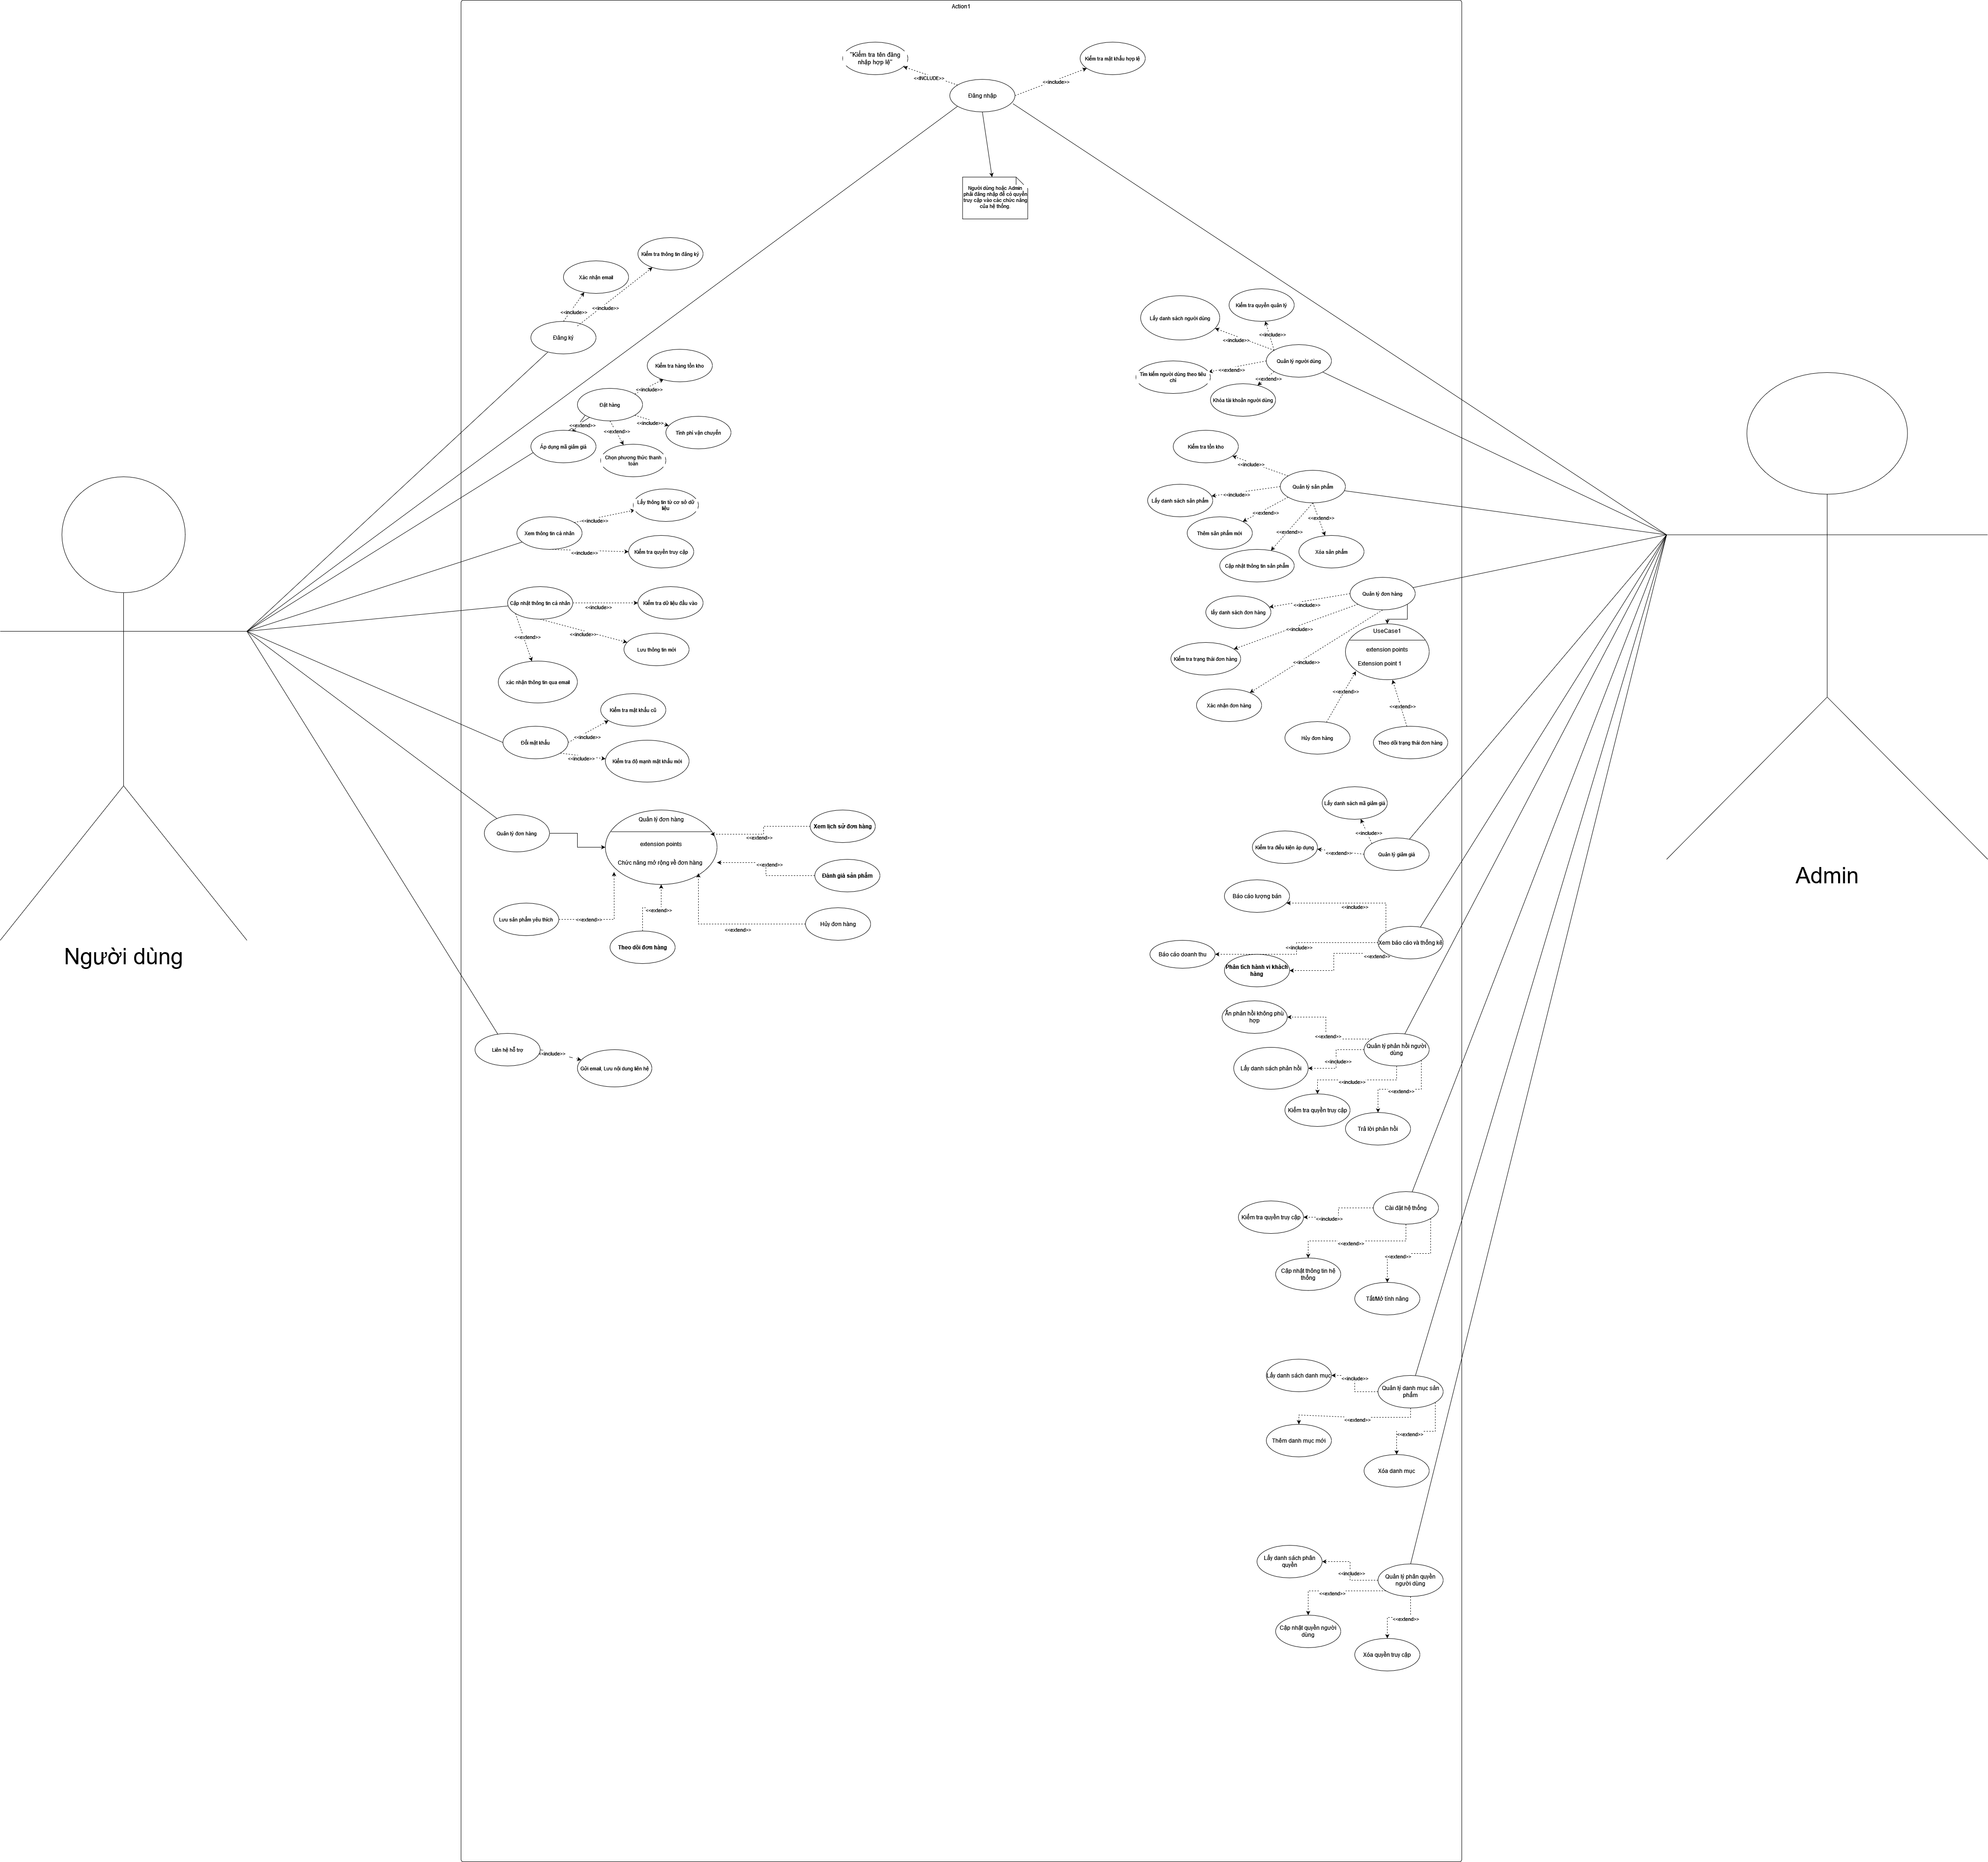 Action1
"Kiểm tra tên đăng
nhập hợp lệ"
Kiểm tra mật khẩu hợp lệ
<<INCLUDE>>
<<include>>
Đăng nhập
Người dùng hoặc Admin
phải đăng nhập để có quyền
truy cập vào các chức năng
của hệ thống.
Kiểm tra thông tin đăng ký
Xác nhận email
<<include>>
<<include>>
Đăng ký
Kiểm tra hàng tồn kho
<<include>>
Đặt hàng
<<include>>
<<extend>>
<<extend>>
Tính phí vận chuyển
Áp dụng mã giảm giá
Chọn phương thức thanh
toán
Lấy thông tin từ cơ sở dữ
liệu
<<include>>
Xem thông tin cá nhân
<<include>>
Kiểm tra quyền truy cập
Cập nhật thông tin cá nhân
<<include>>
Kiểm tra dữ liệu đầu vào
<<extend>>
<<include>>
Lưu thông tin mới
xác nhận thông tin qua email
Kiểm tra mật khẩu cũ
<<include>>
Đổi mật khẩu
<<include>>
Kiểm tra độ mạnh mật khẩu mới
Quản lý đơn hàng
Quản lý đơn hàng
extension points
Chức năng mở rộng về đơn hàng
Xem lịch sử đơn hàng
<<extend>>
<<extend>>
Đánh giá sản phẩm
Lưu sản phẩm yêu thích
<<extend>>
<<extend>>
<<extend>>
Hủy đơn hàng
Theo dõi đơn hàng
Liên hệ hỗ trợ
<<include>>
Gửi email, Lưu nội dung liên hệ
Người dùng
Kiểm tra quyền quản lý
Lấy danh sách người dùng
<<include>>
<<include>>
Quản lý người dùng
<<extend>>
<<extend>>
Tìm kiếm người dùng theo tiêu
chí
Khóa tài khoản người dùng
Kiểm tra tồn kho
<<include>>
Quản lý sản phẩm
<<include>>
Lấy danh sách sản phẩm
<<extend>>
<<extend>>
<<extend>>
Thêm sản phẩm mới
Cập nhật thông tin sản phẩm
Xóa sản phẩm
Quản lý đơn hàng
<<include>>
lấy danh sách đơn hàng
<<include>>
UseCase1
extension points
Extension point 1
Kiểm tra trạng thái đơn hàng
<<include>>
<<extend>>
<<extend>>
Xác nhận đơn hàng
Hủy đơn hàng
Theo dõi trạng thái đơn hàng
Lấy danh sách mã giảm giá
<<include>>
Kiểm tra điều kiện áp dụng
<<extend>>
Quản lý giảm giá
Báo cáo lượng bán
<<include>>
Xem báo cáo và thống kê
<<include>>
Báo cáo doanh thu
<<extend>>
Phân tích hành vi khách
hàng
Ẩn phản hồi không phù
hợp
<<extend>>
Quản lý phản hồi người
dùng
<<include>>
Lấy danh sách phản hồi
<<include>>
<<extend>>
Kiểm tra quyền truy cập
Trả lời phản hồi
Cài đặt hệ thống
Kiểm tra quyền truy cập
<<include>>
<<extend>>
<<extend>>
Cập nhật thông tin hệ
thống
Tắt/Mở tính năng
Lấy danh sách danh mục
<<include>>
Quản lý danh mục sản
phẩm
<<extend>>
<<extend>>
Thêm danh mục mới
Xóa danh mục
Lấy danh sách phân
quyền
<<include>>
Quản lý phân quyền
người dùng
<<extend>>
<<extend>>
Cập nhật quyền người
dùng
Xóa quyền truy cập
Admin